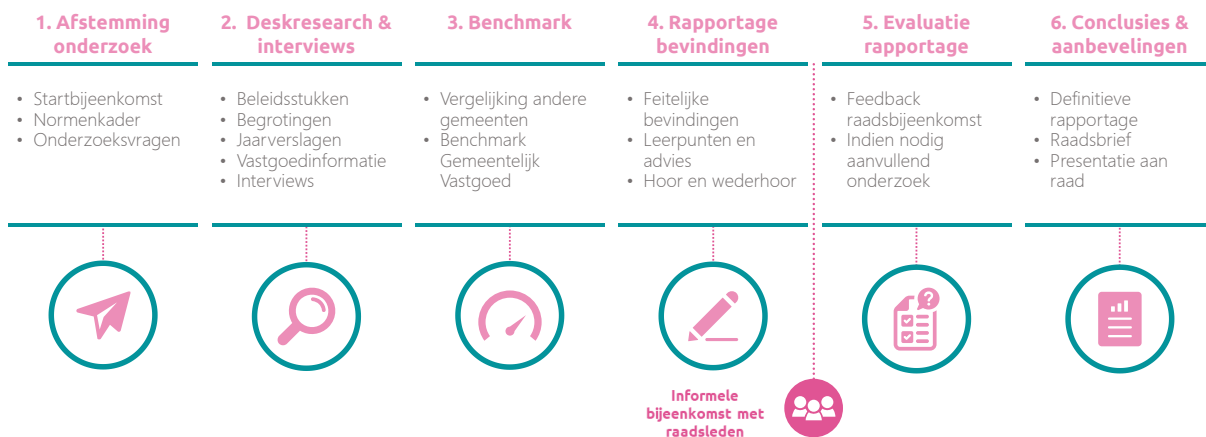 1. Afstemming
onderzoek
• Startbijeenkomst
• Normenkader
• Onderzoeksvragen
2. Deskresearch &
interviews
• Beleidsstukken
• Begrotingen
• Jaarverslagen
• Vastgoedinformatie
• Interviews
3. Benchmark
• Vergelijking andere
gemeenten
• Benchmark
Gemeentelijk
Vastgoed
4. Rapportage
bevindingen
• Feitelijke
bevindingen
• Leerpunten en
advies
• Hoor en wederhoor
Informele
bijeenkomst met
raadsleden
5. Evaluatie
rapportage
• Feedback
raadsbijeenkomst
• Indien nodig
aanvullend
onderzoek
6. Conclusies &
aanbevelingen
• Definitieve
rapportage
• Raadsbrief
• Presentatie aan
raad